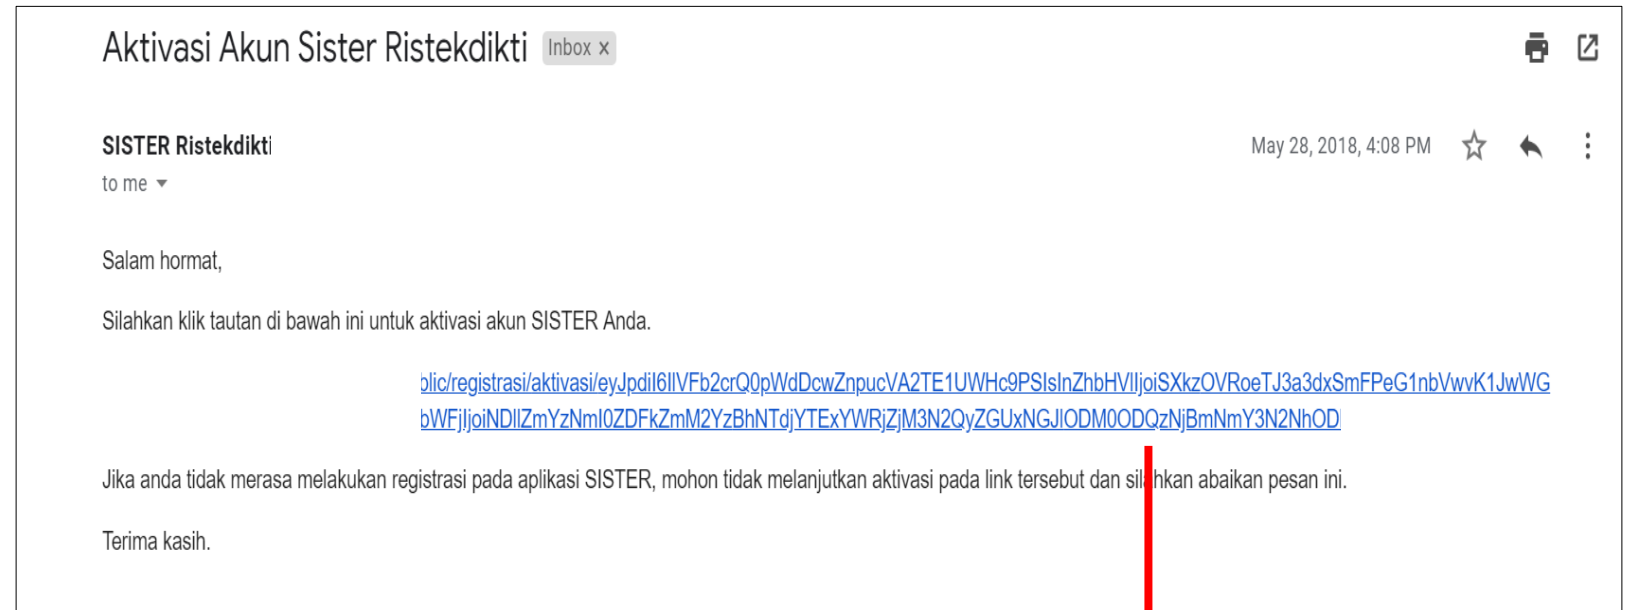 Aktivasi Akun Sister Ristekdikti Inbox x
SISTER Ristekdikti May 28, 2018, 4:08 PM
to me
Salam hormat,
Silahkan klik tautan di bawah ini untuk aktivasi akun SISTER Anda.
blic/registrasi/aktivasi/eyJpdiI6IlVFb2crQ0pWdDcwZnpucVA2TE1UWHc9PSIsInZhbHVlIjoiSXkzOVRoeTJ3a3dxSmFPeG1nbVwvK1JwWG
bWFjIjoiNDllZmYzNmI0ZDFkZmM2YzBhNTdjYTExYWRjZjM3N2QyZGUxNGJlODM0ODQzNjBmNmY3N2NhOD
Jika anda tidak merasa melakukan registrasi pada aplikasi SISTER, mohon tidak melanjutkan aktivasi pada link tersebut dan silahkan abaikan pesan ini.
Terima kasih.